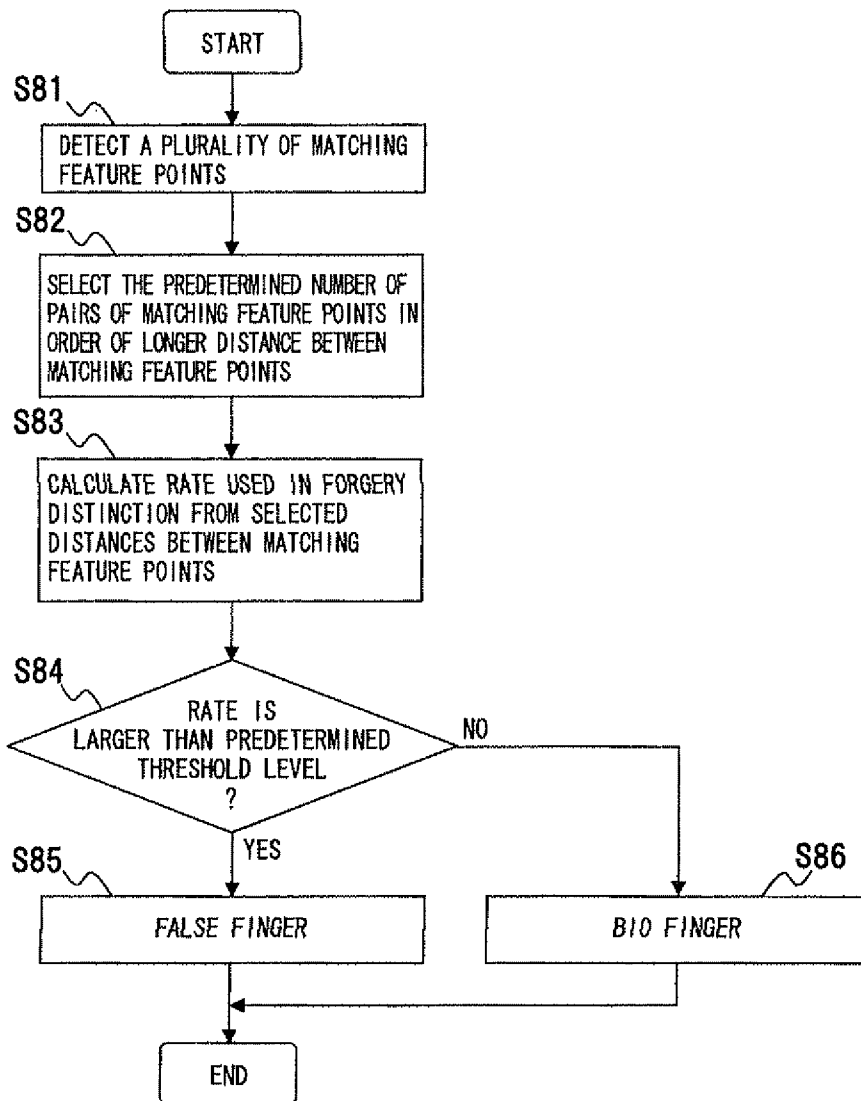 START
S81
DETECT A PLURALITY OF MATCHING
FEATURE POINTS
S82
SELECT THE PREDETERMINED NUMBER OF
PAIRS OF MATCHING FEATURE POINTS IN
ORDER OF LONGER DISTANCE BETWEEN
MATCHING FEATURE POINTS
S83
CALCULATE RATE USED IN FORGERY
DISTINCTION FROM SELECTED
DISTANCES BETWEEN MATCHING
FEATURE POINTS
S84
RATE IS
LARGER THAN PREDETERMINED
THRESHOLD LEVEL
?
NO
YES
S85
FALSE FINGER
S86
BIO FINGER
END